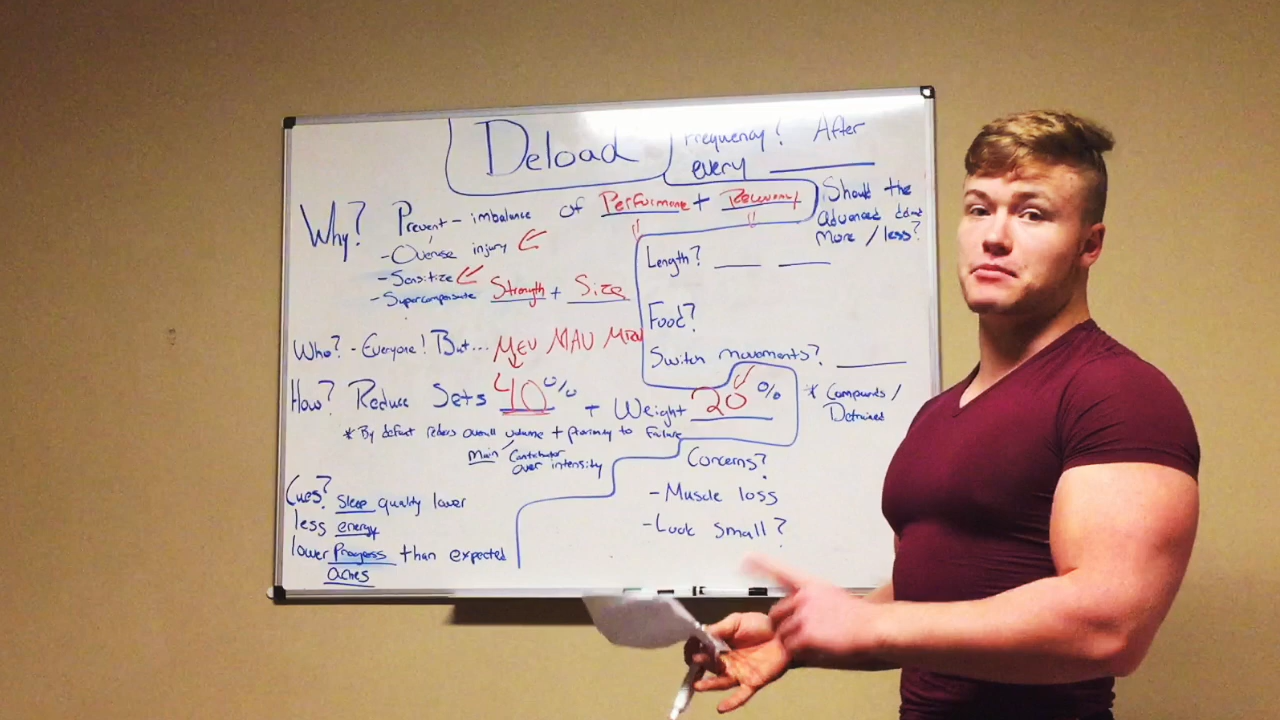 Deload
Frequency? After
every
Why? Prevent - imbalance of Performance +
- Overuse injury
- Sensitize
- Supercompensate Strength + Size
Who? - Everyone! But... MEV MAV MRV
How? Reduce Sets 40% + Weight 20%
* By default reduces overall volume + proximity to failure
Main Contributor
over intensity
Cues? Sleep quality lower
less energy
lower Progress than expected
aches
Should the
Advanced
More / less?
Length?
Food?
Switch movements?
* Compounds /
Detrained
Concerns?
- Muscle loss
- Look small?